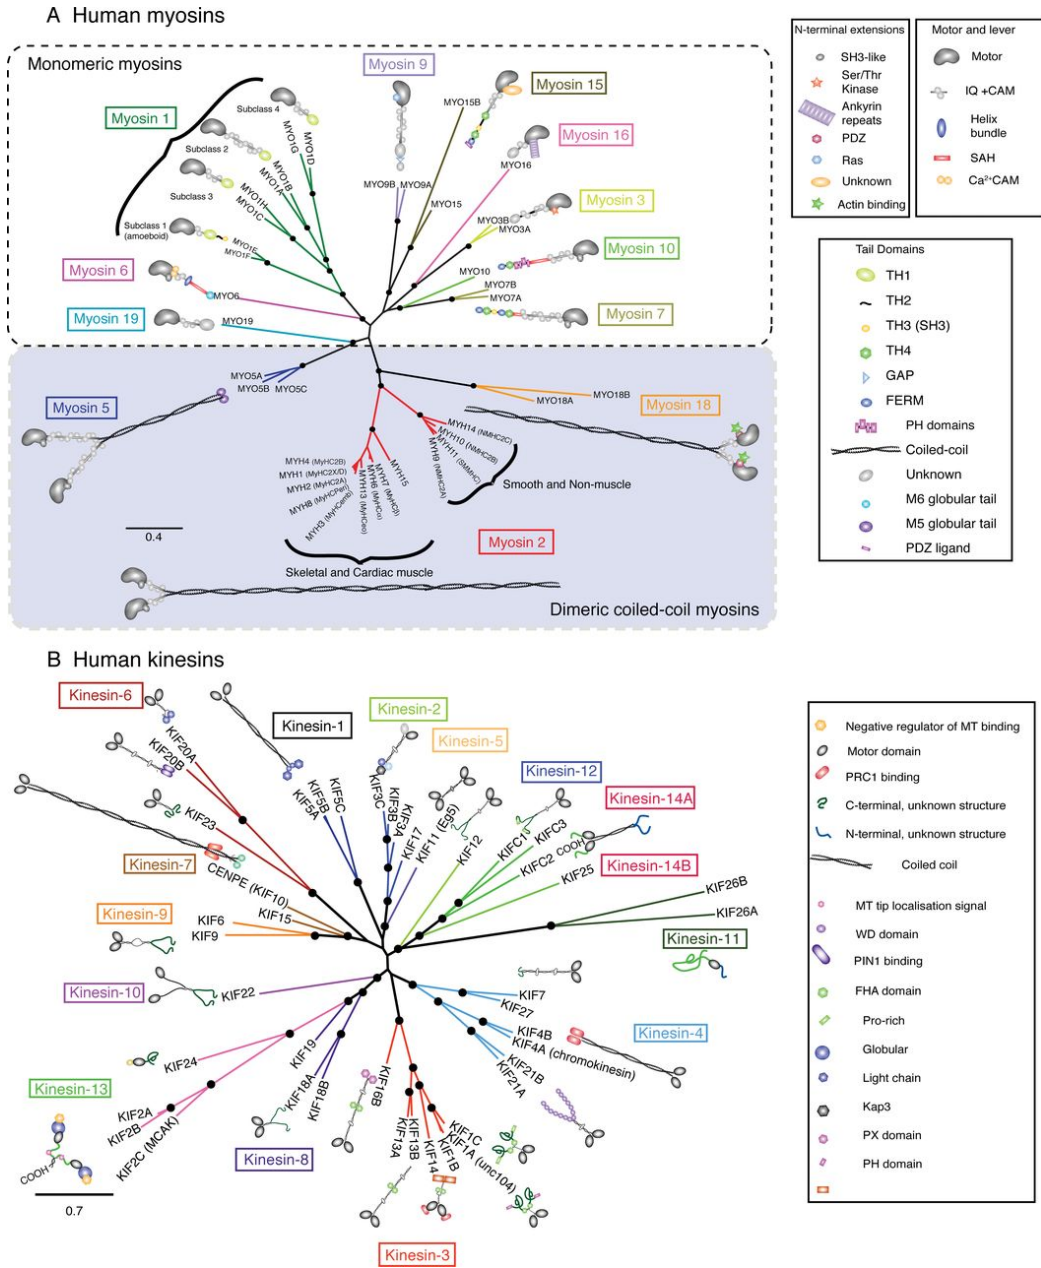 A Human myosins
Monomeric myosins
Myosin 1
Subclass 4
Subclass 2
Subclass 3
Subclass 1
(amoeboid)
MYO1G
MYO1D
MYO1B
MYO1A
MYO1H
MYO1C
MYO1E
MYO1F
Myosin 6
MYO6
Myosin 19
MYO19
Myosin 9
MYO9B
MYO9A
Myosin 15
MYO15B
MYO15
Myosin 16
MYO16
Myosin 3
MYO3B
MYO3A
Myosin 10
MYO10
Myosin 7
MYO7B
MYO7A
Myosin 5
MYO5A
MYO5B
MYO5C
Myosin 18
MYO18B
MYO18A
MYH14 (NMHC2C)
MYH10 (NMHC2B)
MYH11 (SMMHC)
MYH9 (NMHC2A)
Smooth and Non-muscle
MYH4 (MyHC2B)
MYH1 (MyHC2X/D)
MYH2 (MyHC2A)
MYH8 (MyHCPeri)
MYH3 (MyHCemb)
MYH13 (MyHCeo)
MYH6 (MyHCα)
MYH7 (MyHCβ)
MYH15
Myosin 2
Skeletal and Cardiac muscle
0.4
Dimeric coiled-coil myosins
N-terminal extensions
SH3-like
Ser/Thr
Kinase
Ankyrin
repeats
PDZ
Ras
Unknown
Actin binding
Motor and lever
Motor
IQ +CAM
Helix
bundle
SAH
Ca²⁺CAM
Tail Domains
TH1
TH2
TH3 (SH3)
TH4
GAP
FERM
PH domains
Coiled-coil
Unknown
M6 globular tail
M5 globular tail
PDZ ligand
B Human kinesins
Kinesin-6
KIF20A
KIF20B
KIF23
Kinesin-1
KIF5A
KIF5B
KIF5C
Kinesin-2
KIF3C
KIF3B
KIF3A
KIF17
Kinesin-5
KIF11 (Eg5)
Kinesin-12
KIF12
Kinesin-14A
KIFC1
KIFC3
KIFC2
COOH
Kinesin-14B
KIF25
KIF26B
KIF26A
Kinesin-11
Kinesin-7
CENPE (KIF10)
KIF15
Kinesin-9
KIF6
KIF9
Kinesin-10
KIF22
KIF7
KIF27
Kinesin-4
KIF4B
KIF4A (chromokinesin)
KIF21B
KIF21A
KIF24
KIF19
KIF18A
KIF18B
Kinesin-8
Kinesin-13
KIF2A
KIF2B
KIF2C (MCAK)
COOH
0.7
KIF16B
KIF13A
KIF13B
KIF14
KIF1B
KIF1A (unc104)
KIF1C
Kinesin-3
Negative regulator of MT binding
Motor domain
PRC1 binding
C-terminal, unknown structure
N-terminal, unknown structure
Coiled coil
MT tip localisation signal
WD domain
PIN1 binding
FHA domain
Pro-rich
Globular
Light chain
Kap3
PX domain
PH domain